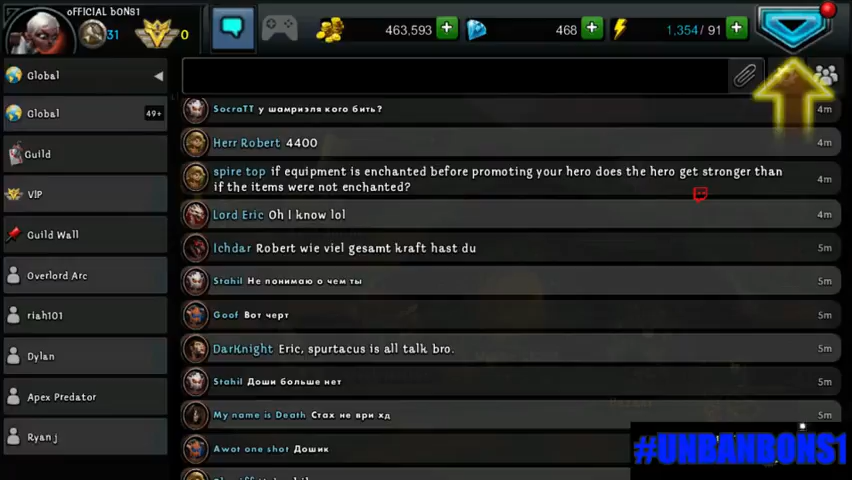 oFFICIAL bONS1
31
0
463,593
468
1,354/ 91
Global
Global
49+
Guild
VIP
Guild Wall
Overlord Arc
riah101
Dylan
Apex Predator
Ryan j
SocraTT у шамриэля кого бить?
4m
Herr Robert 4400
4m
spire top if equipment is enchanted before promoting your hero does the hero get stronger than
if the items were not enchanted?
4m
Lord Eric Oh I know lol
4m
Ichdar Robert wie viel gesamt kraft hast du
5m
Stahil Не понимаю о чем ты
5m
Goof Вот черт
5m
DarKnight Eric, spurtacus is all talk bro.
5m
Stahil Доши больше нет
5m
My name is Death Стах не ври хд
5m
Awot one shot Дошик
#UNBANBONS1